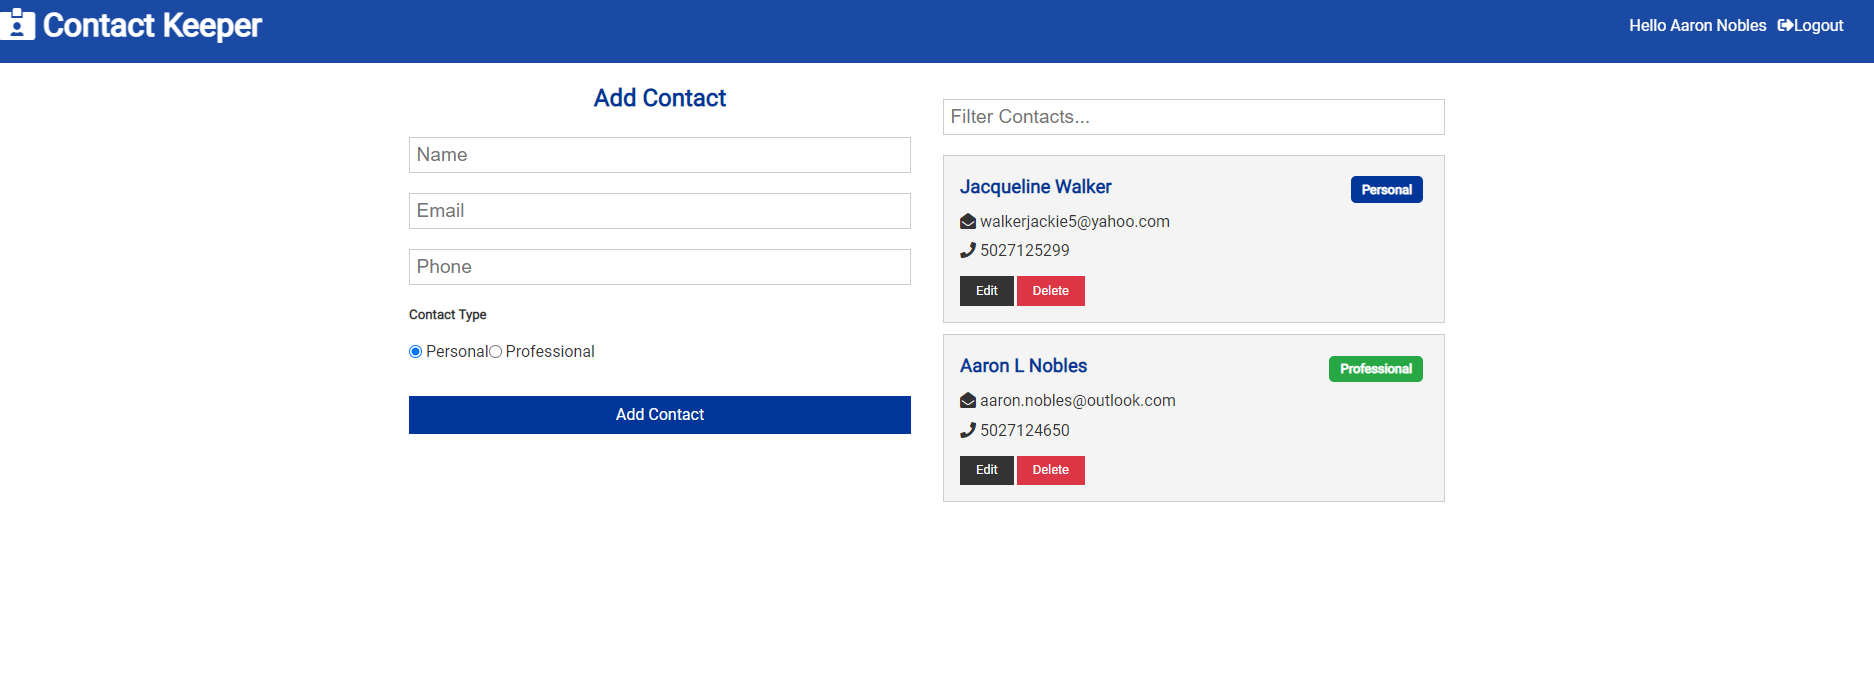 Contact Keeper
Hello Aaron Nobles Logout
Add Contact
Name
Email
Phone
Contact Type
Personal Professional
Add Contact
Filter Contacts...
Jacqueline Walker
Personal
walkerjackie5@yahoo.com
5027125299
Edit Delete
Aaron L Nobles
Professional
aaron.nobles@outlook.com
5027124650
Edit Delete